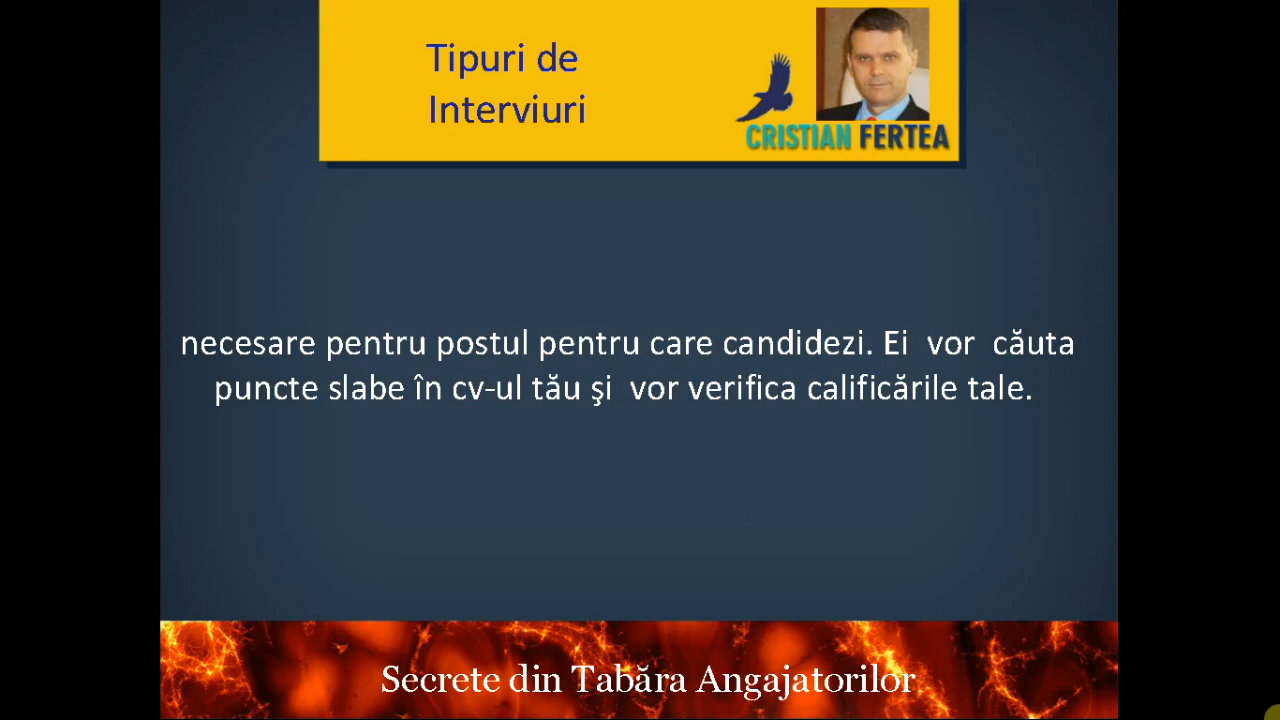 Tipuri de
Interviuri
CRISTIAN FERTEA
necesare pentru postul pentru care candidezi. Ei vor căuta
puncte slabe în cv-ul tău şi vor verifica calificările tale.
Secrete din Tabăra Angajatorilor